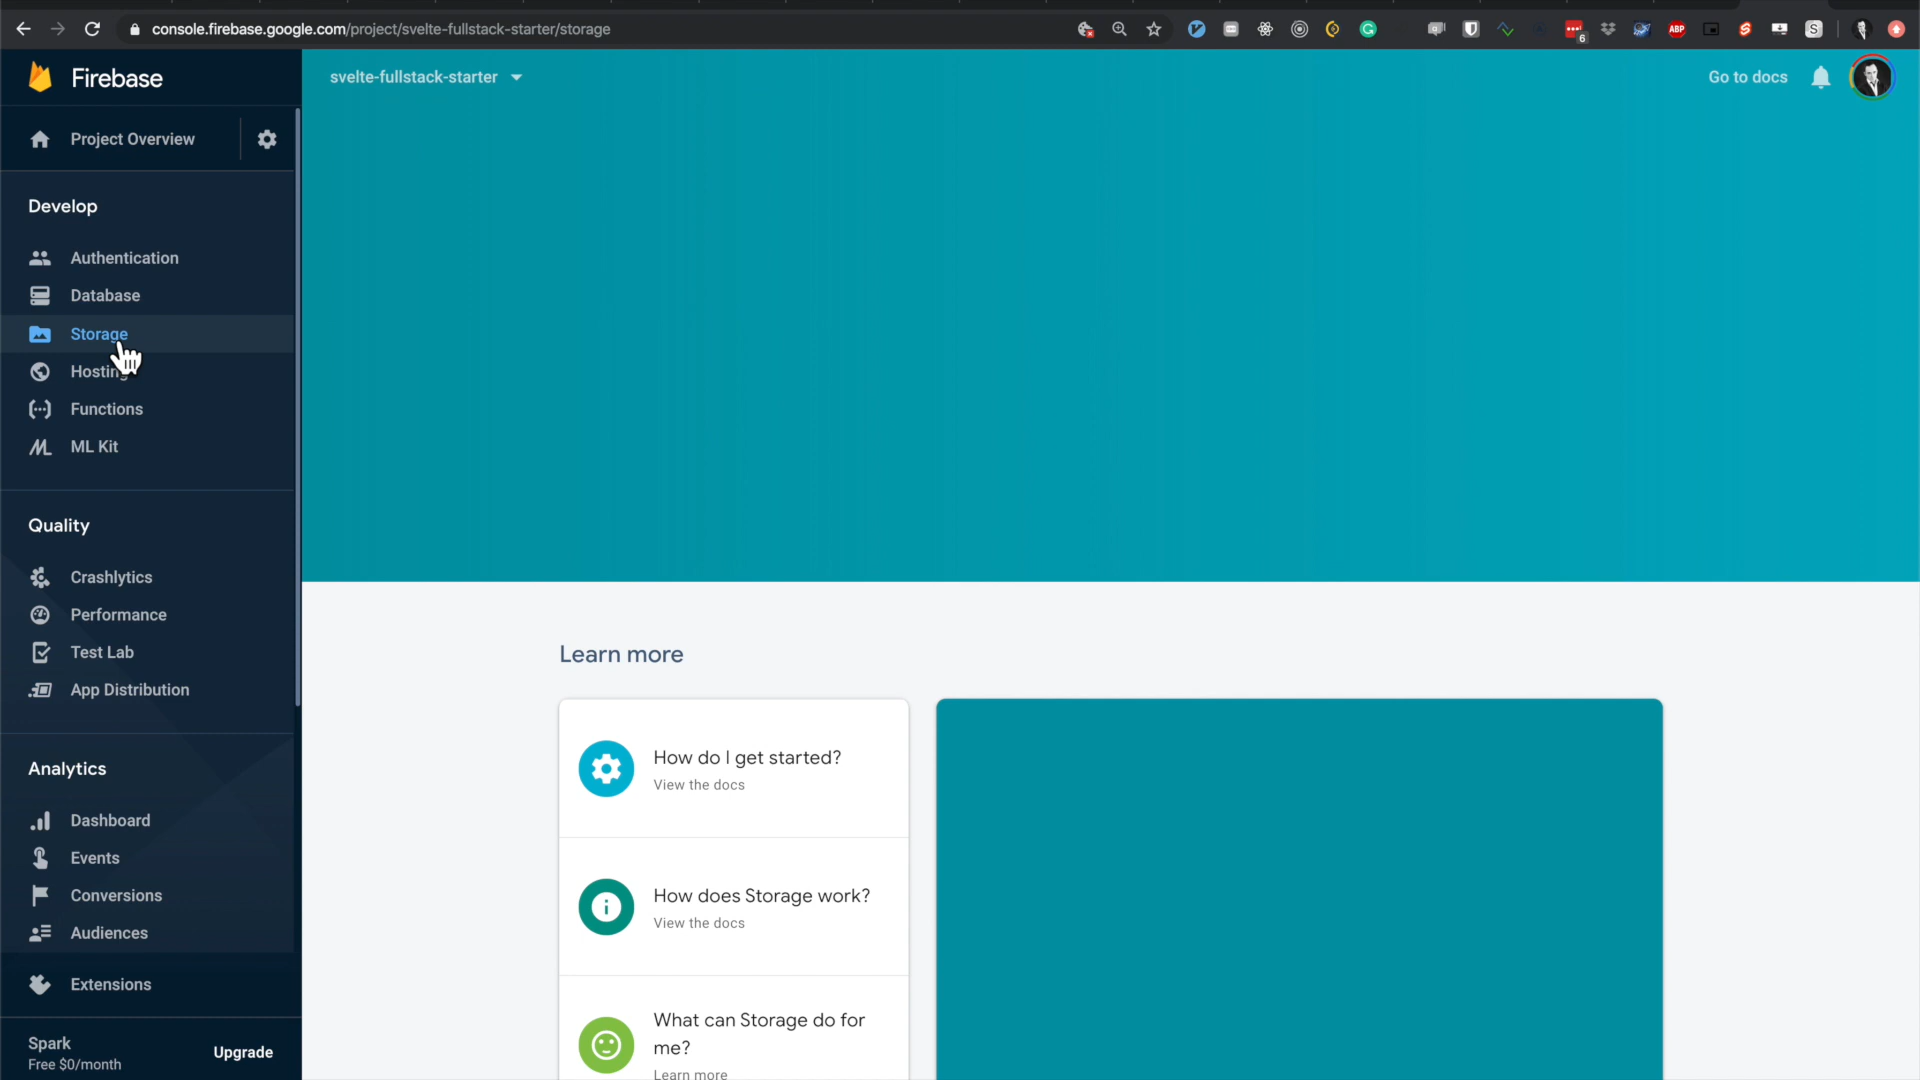 console.firebase.google.com/project/svelte-fullstack-starter/storage
6
ABP
S
Firebase
svelte-fullstack-starter
Go to docs
Project Overview
Develop
Authentication
Database
Storage
Hosting
Functions
ML Kit
Quality
Crashlytics
Performance
Test Lab
App Distribution
Analytics
Dashboard
Events
Conversions
Audiences
Extensions
Spark
Free $0/month
Upgrade
Learn more
How do I get started?
View the docs
How does Storage work?
View the docs
What can Storage do for
me?
Learn more